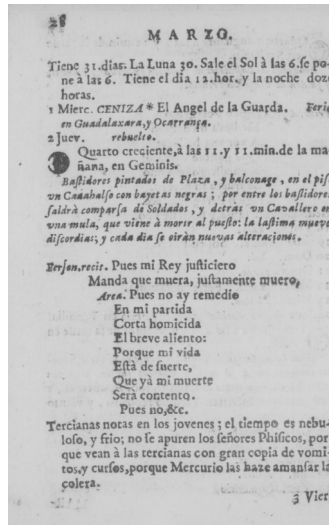 28
MARZO.
Tiene 31.dias. La Luna 30. Sale el Sol à las 6.se po-
ne à las 6. Tiene el dia 12.hor. y la noche doze
horas.
1 Mierc. CENIZA * El Angel de la Guarda. Feria
en Guadalaxara, y Ocarrança.
2 Juev. rebuelto.
Quarto creciente, à las 11.y 11.min.de la ma-
ñana, en Geminis.
Baſtidores pintados de Plaza, y balconage, en el piſo
vn Cadahalſo con bayetas negras; por entre los baſtidores
ſaldrà comparſa de Soldados, y detràs vn Cavallero en
vna mula, que viene à morir al pueſto: la laſtima mueve
diſcordias; y cada dia ſe oiràn nuevas alteraciones.
Perſon.recit. Pues mi Rey juſticiero
Manda que muera, juſtamente muero,
Area. Pues no ay remedio
En mi partida
Corta homicida
El breve aliento:
Porque mi vida
Eſtà de ſuerte,
Que yà mi muerte
Serà contento.
Pues no,&c.
Tercianas notas en los jovenes; el tiempo es nebu-
loſo, y frio; no ſe apuren los ſeñores Phiſicos, por
que vean à las tercianas con gran copia de vomi-
tos,y curſos,porque Mercurio las haze amanſar la
colera.
3 Vier